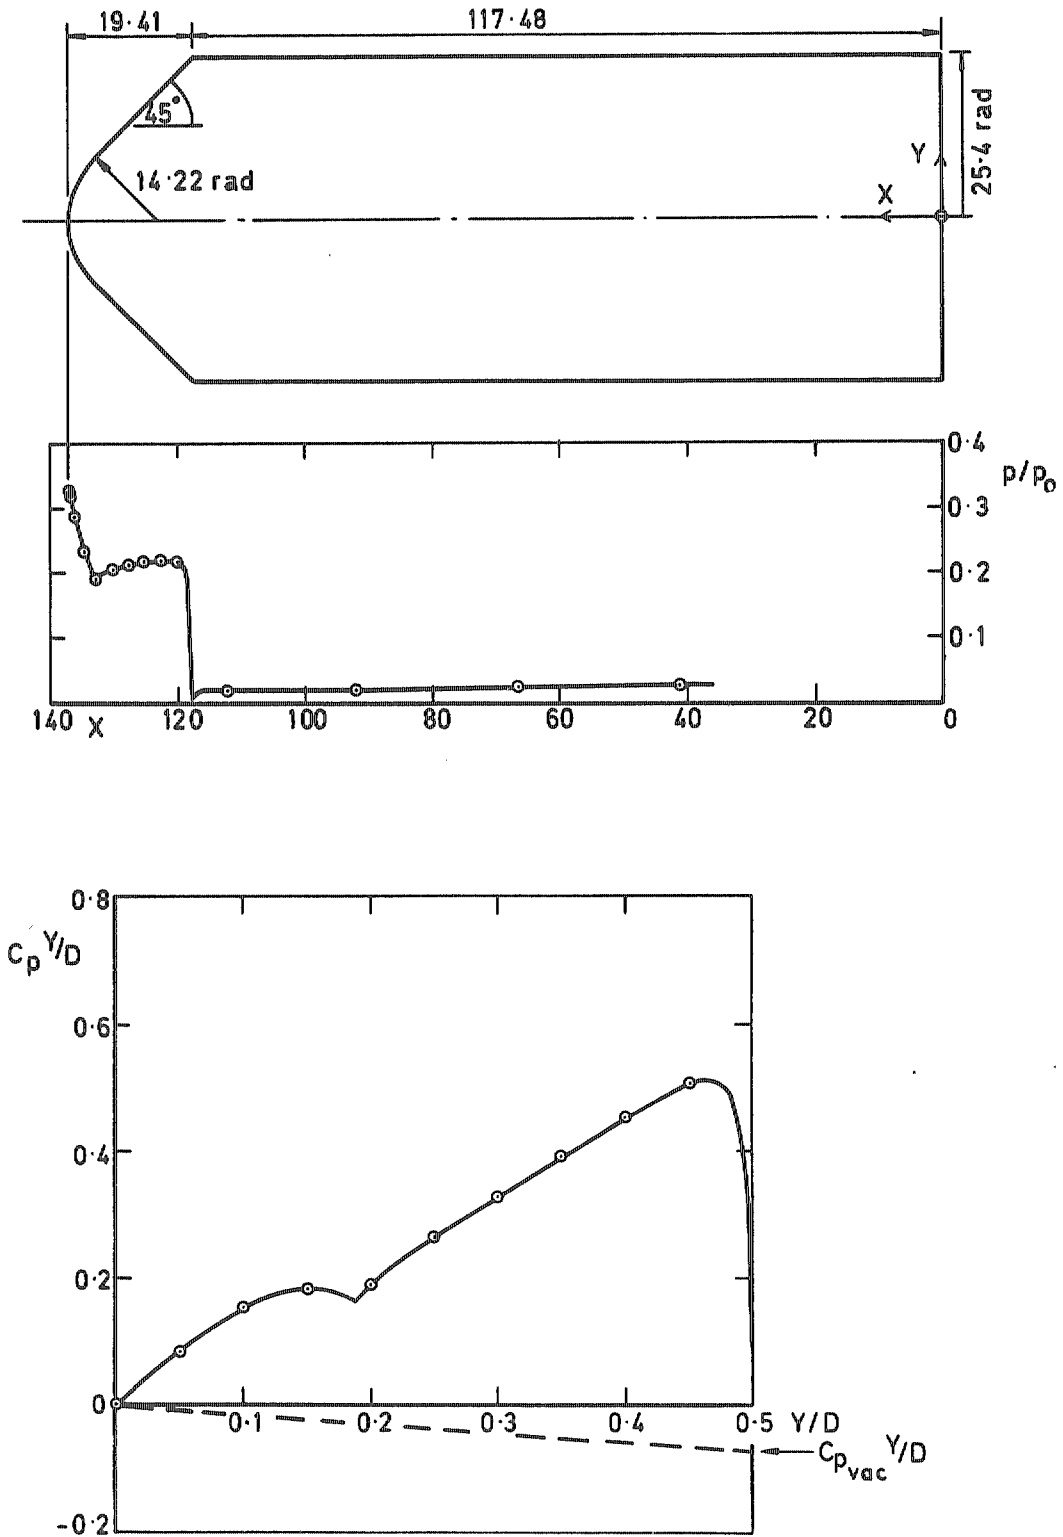 19·41
117·48
45°
14·22 rad
25·4 rad
Y
X
0·4
p/p₀
0·3
0·2
0·1
140 X 120 100 80 60 40 20 0
0·8
Cₚ Y/D
0·6
0·4
0·2
0
0·1 0·2 0·3 0·4 0·5 Y/D
Cₚᵥₐc Y/D
-0·2